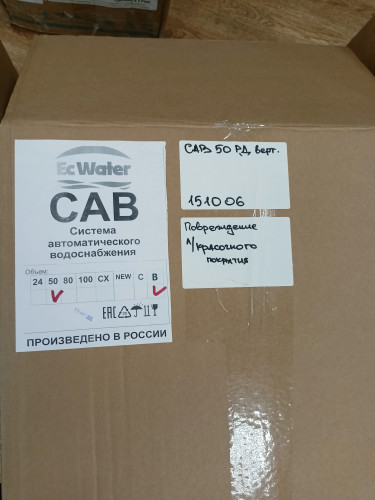 EcWater
САВ
Система
автоматического
водоснабжения
Объем:
24 50 80 100 CX NEW С В
ЕАС
ПРОИЗВЕДЕНО В РОССИИ
САВ 50 РД, верт.
151006
Повреждение
л/красочного
покрытия